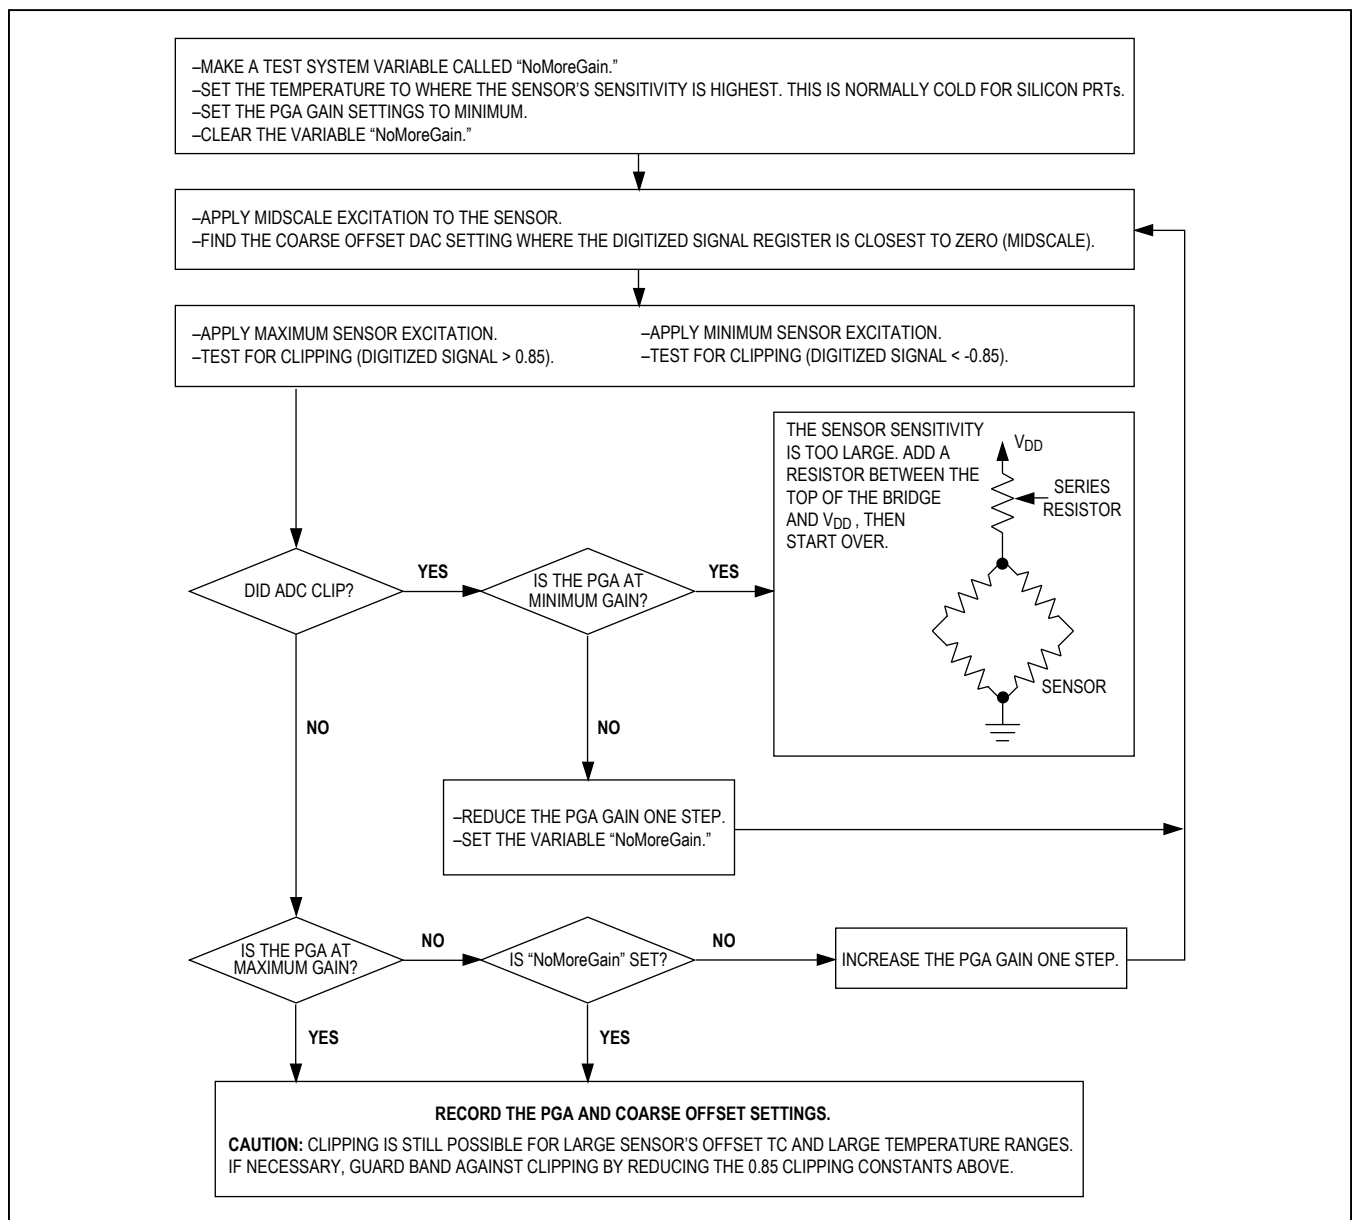 –MAKE A TEST SYSTEM VARIABLE CALLED “NoMoreGain.”
–SET THE TEMPERATURE TO WHERE THE SENSOR'S SENSITIVITY IS HIGHEST. THIS IS NORMALLY COLD FOR SILICON PRTs.
–SET THE PGA GAIN SETTINGS TO MINIMUM.
–CLEAR THE VARIABLE “NoMoreGain.”
–APPLY MIDSCALE EXCITATION TO THE SENSOR.
–FIND THE COARSE OFFSET DAC SETTING WHERE THE DIGITIZED SIGNAL REGISTER IS CLOSEST TO ZERO (MIDSCALE).
–APPLY MAXIMUM SENSOR EXCITATION.
–TEST FOR CLIPPING (DIGITIZED SIGNAL > 0.85).
–APPLY MINIMUM SENSOR EXCITATION.
–TEST FOR CLIPPING (DIGITIZED SIGNAL < -0.85).
THE SENSOR SENSITIVITY
IS TOO LARGE. ADD A
RESISTOR BETWEEN THE
TOP OF THE BRIDGE
AND VDD , THEN
START OVER.
VDD
SERIES
RESISTOR
SENSOR
DID ADC CLIP?
YES
IS THE PGA AT
MINIMUM GAIN?
YES
NO
NO
–REDUCE THE PGA GAIN ONE STEP.
–SET THE VARIABLE “NoMoreGain.”
IS THE PGA AT
MAXIMUM GAIN?
NO
IS “NoMoreGain” SET?
NO
INCREASE THE PGA GAIN ONE STEP.
YES
YES
RECORD THE PGA AND COARSE OFFSET SETTINGS.
CAUTION: CLIPPING IS STILL POSSIBLE FOR LARGE SENSOR'S OFFSET TC AND LARGE TEMPERATURE RANGES.
IF NECESSARY, GUARD BAND AGAINST CLIPPING BY REDUCING THE 0.85 CLIPPING CONSTANTS ABOVE.